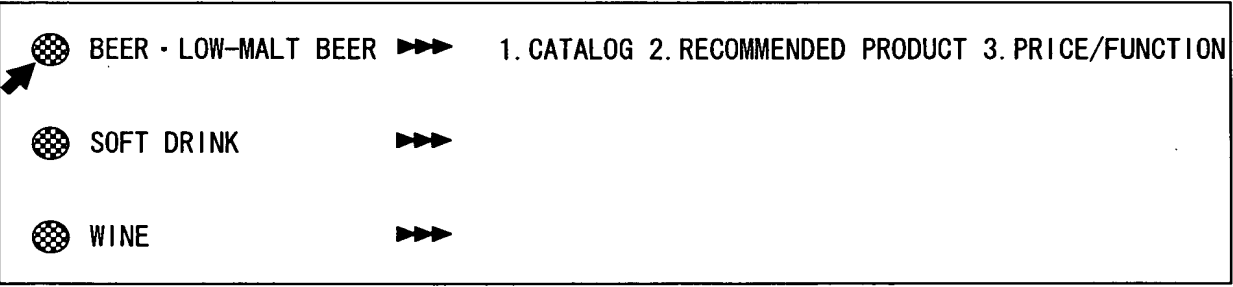 BEER・LOW-MALT BEER 1.CATALOG 2.RECOMMENDED PRODUCT 3.PRICE/FUNCTION
SOFT DRINK
WINE